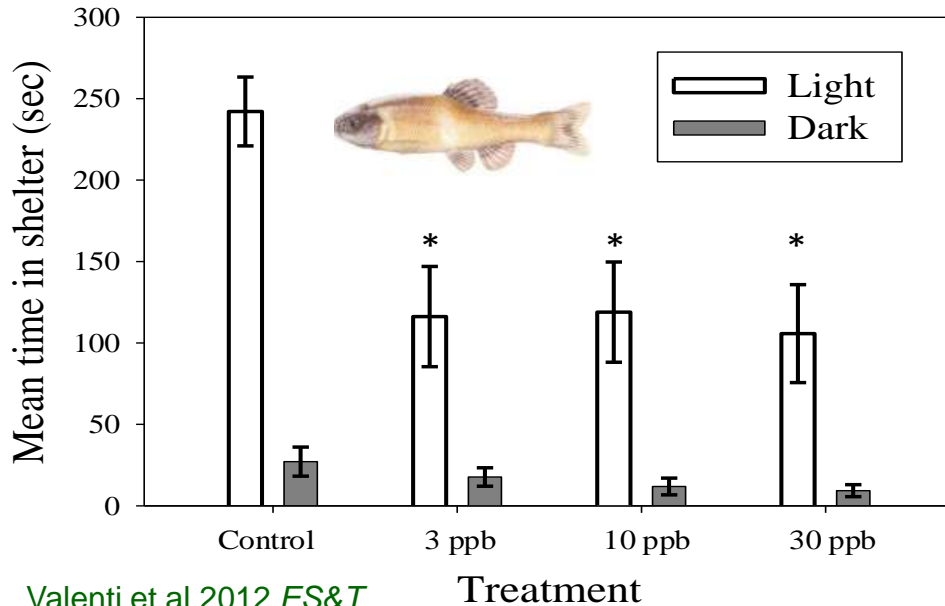 300
250
200
150
100
50
0
Mean time in shelter (sec)
Light
Dark
*
*
*
Control
3 ppb
10 ppb
30 ppb
Treatment
Valenti et al 2012 ES&T